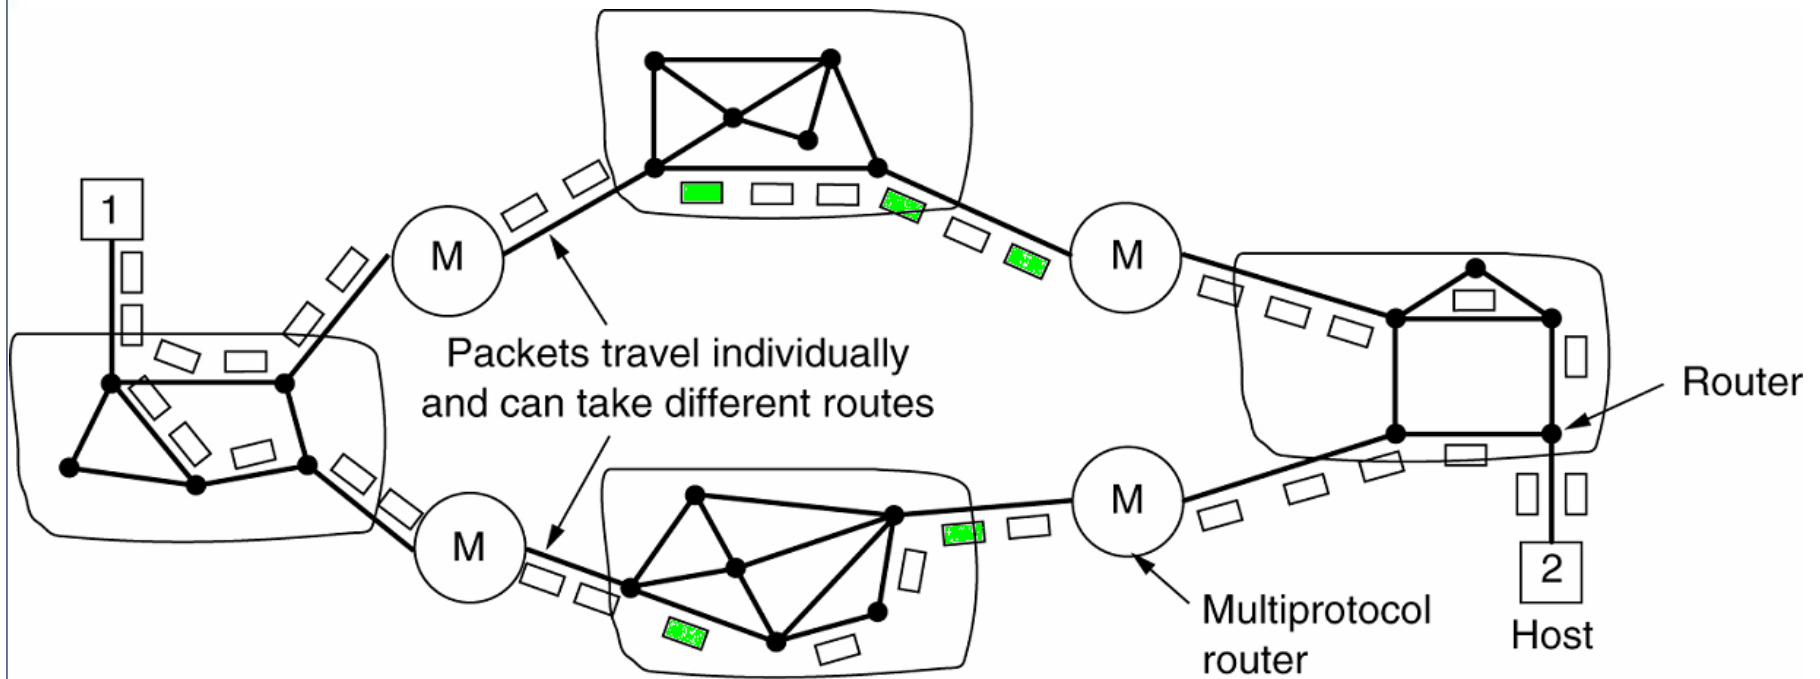 1
M
M
Packets travel individually
and can take different routes
Router
M
M
2
Multiprotocol
router
Host